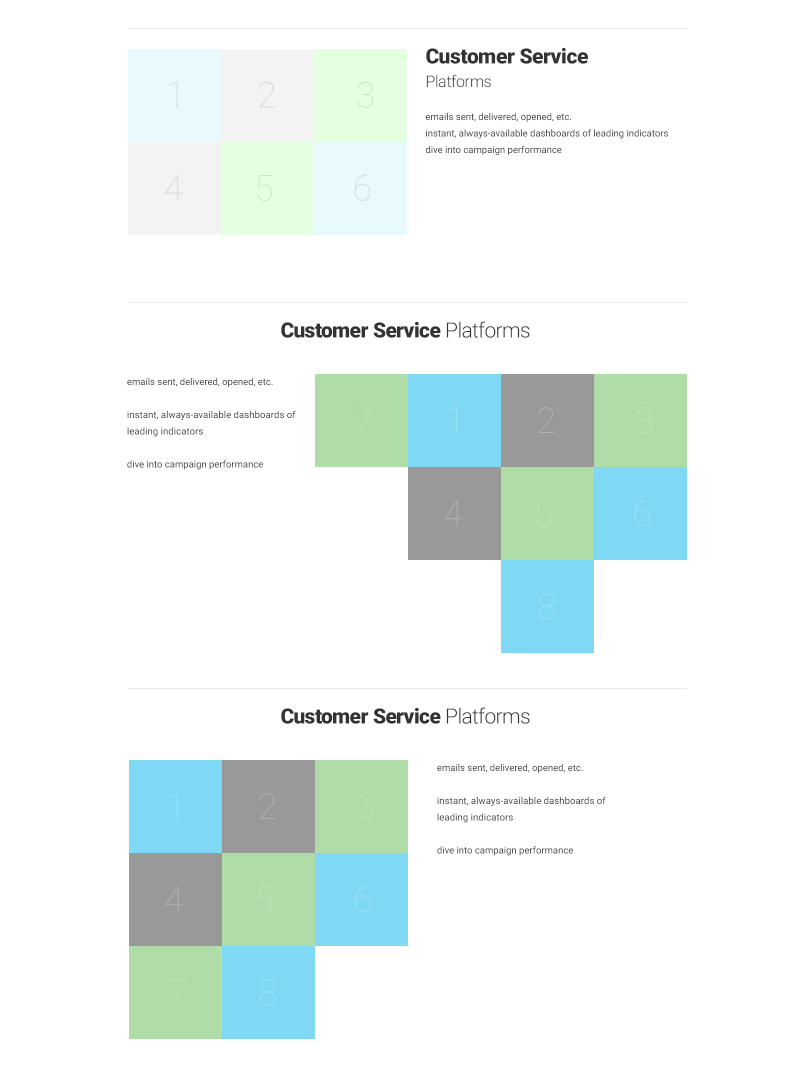 1 2 3
4 5 6
Customer Service
Platforms
emails sent, delivered, opened, etc.
instant, always-available dashboards of leading indicators
dive into campaign performance
Customer Service Platforms
emails sent, delivered, opened, etc.
instant, always-available dashboards of
leading indicators
dive into campaign performance
7 1 2 3
4 5 6
8
Customer Service Platforms
1 2 3
4 5 6
7 8
emails sent, delivered, opened, etc.
instant, always-available dashboards of
leading indicators
dive into campaign performance